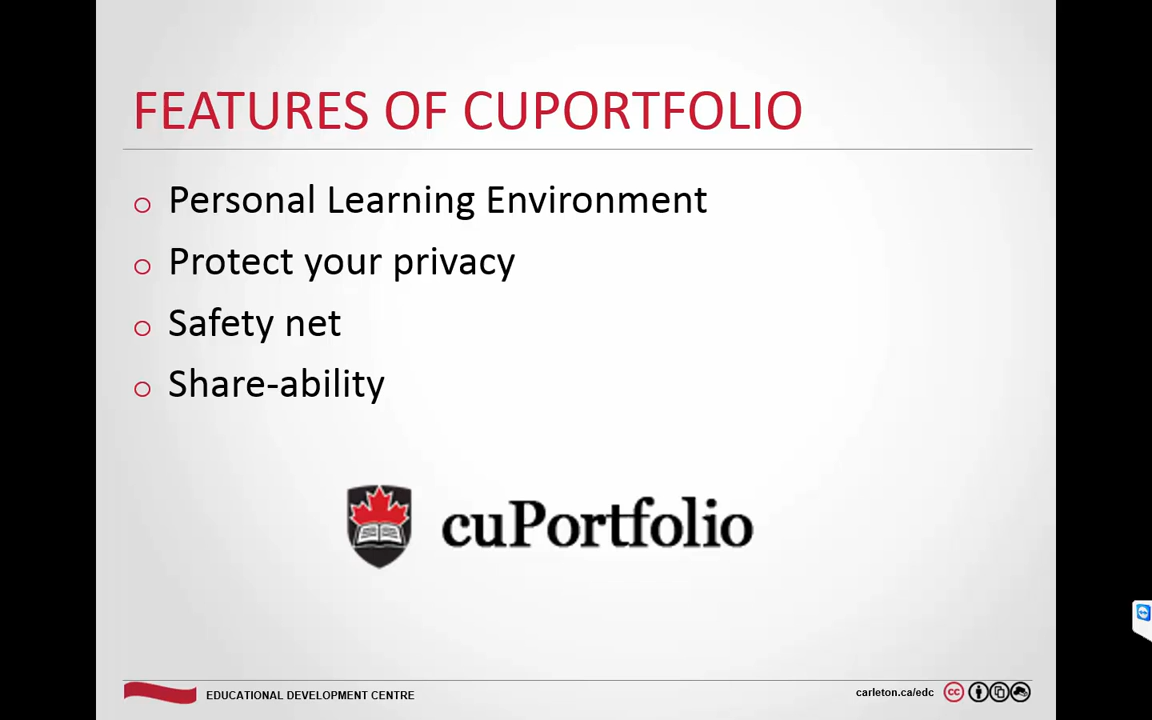 FEATURES OF CUPORTFOLIO
Personal Learning Environment
Protect your privacy
Safety net
Share-ability
cuPortfolio
EDUCATIONAL DEVELOPMENT CENTRE
carleton.ca/edc
cc